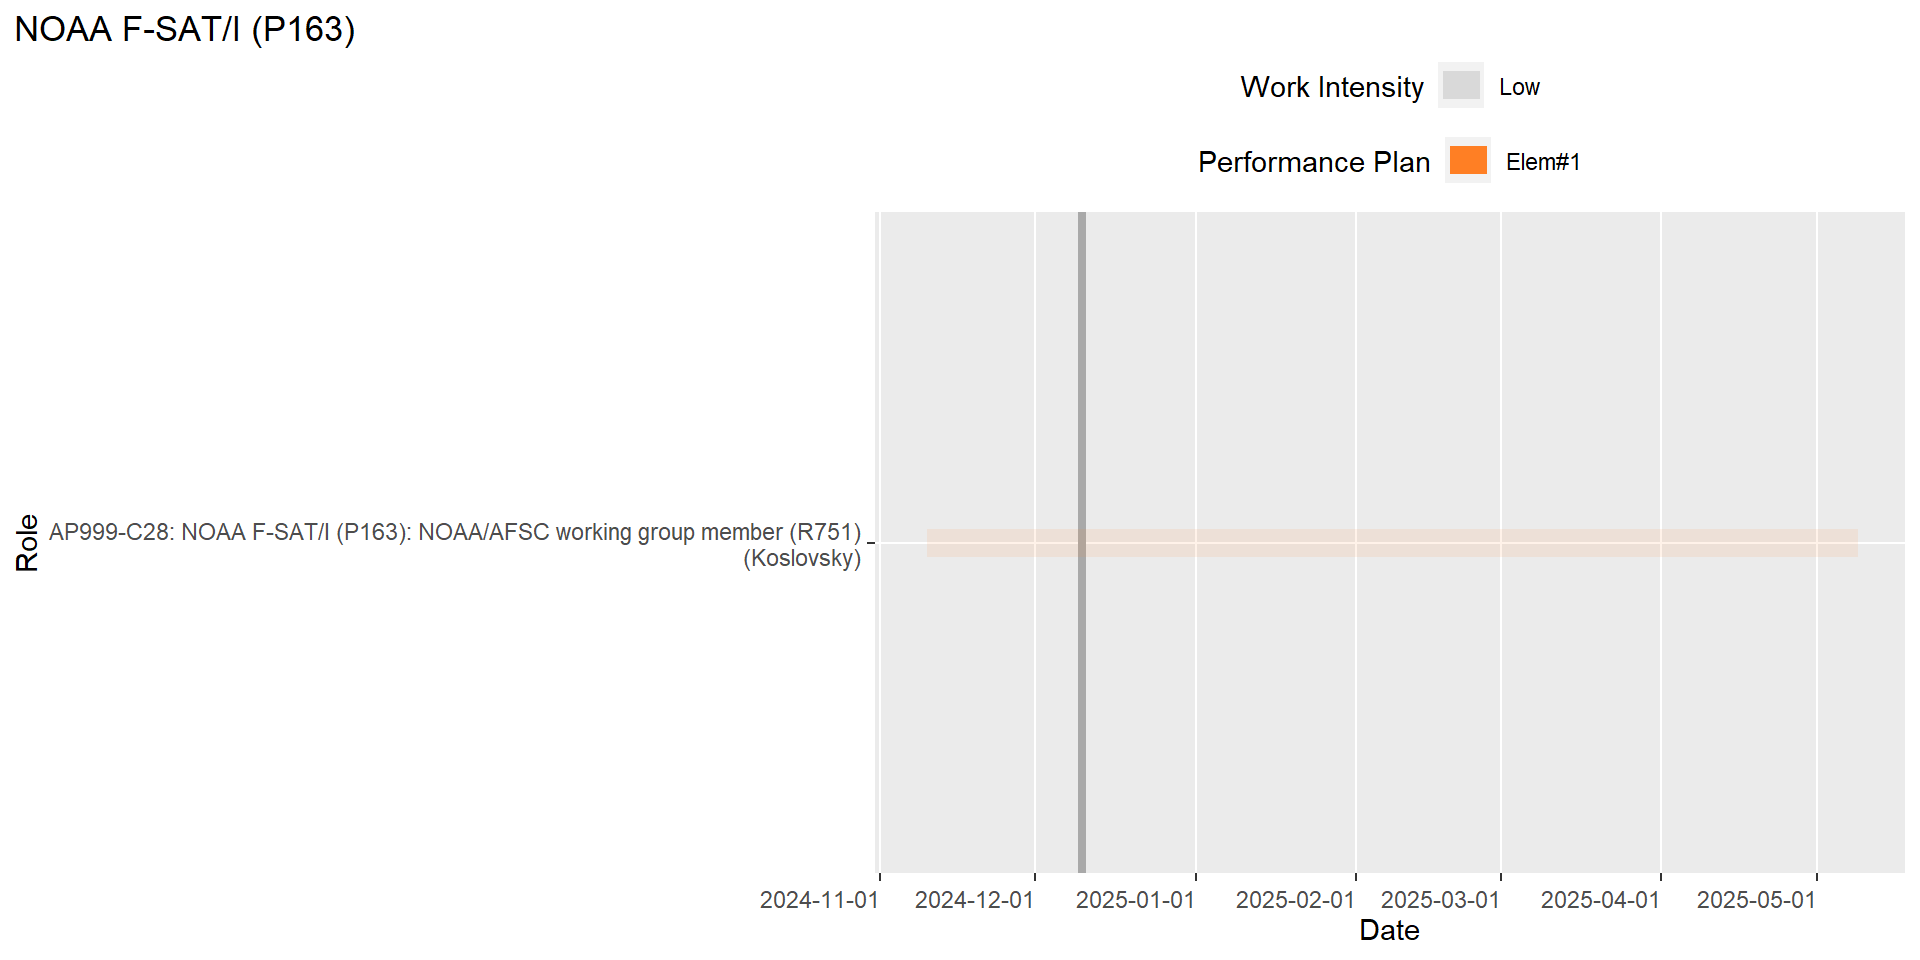 NOAA F-SAT/I (P163)
Work Intensity Low
Performance Plan Elem#1
Role
AP999-C28: NOAA F-SAT/I (P163): NOAA/AFSC working group member (R751)
(Koslovsky)
2024-11-01 2024-12-01 2025-01-01 2025-02-01 2025-03-01 2025-04-01 2025-05-01
Date